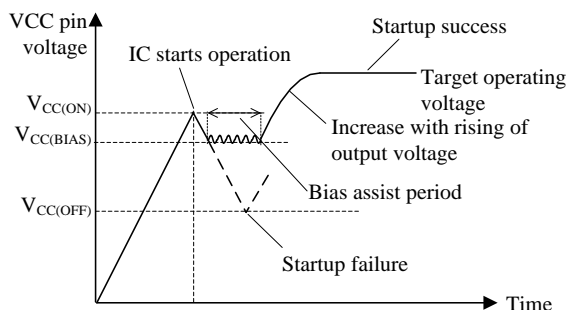 VCC pin
voltage
Startup success
IC starts operation
Target operating
voltage
VCC(ON)
Increase with rising of
output voltage
VCC(BIAS)
Bias assist period
VCC(OFF)
Startup failure
Time